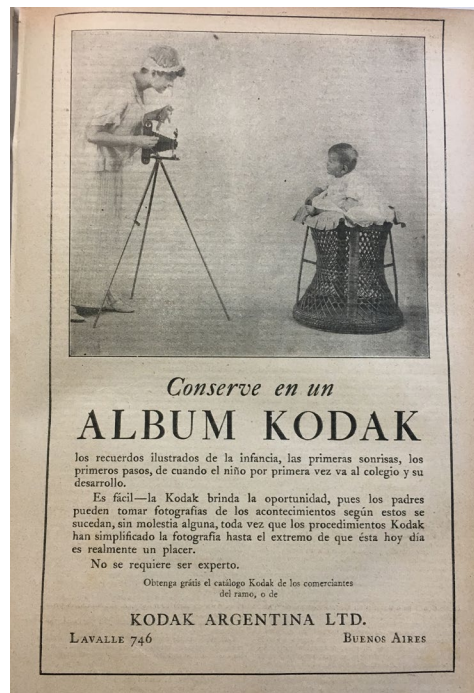 Conserve en un
ALBUM KODAK
los recuerdos ilustrados de la infancia, las primeras sonrisas, los
primeros pasos, de cuando el niño por primera vez va al colegio y su
desarrollo.
Es fácil—la Kodak brinda la oportunidad, pues los padres
pueden tomar fotografías de los acontecimientos según estos se
sucedan, sin molestia alguna, toda vez que los procedimientos Kodak
han simplificado la fotografía hasta el extremo de que ésta hoy día
es realmente un placer.
No se requiere ser experto.
Obtenga grátis el catálogo Kodak de los comerciantes
del ramo, o de
KODAK ARGENTINA LTD.
LAVALLE 746 BUENOS AIRES